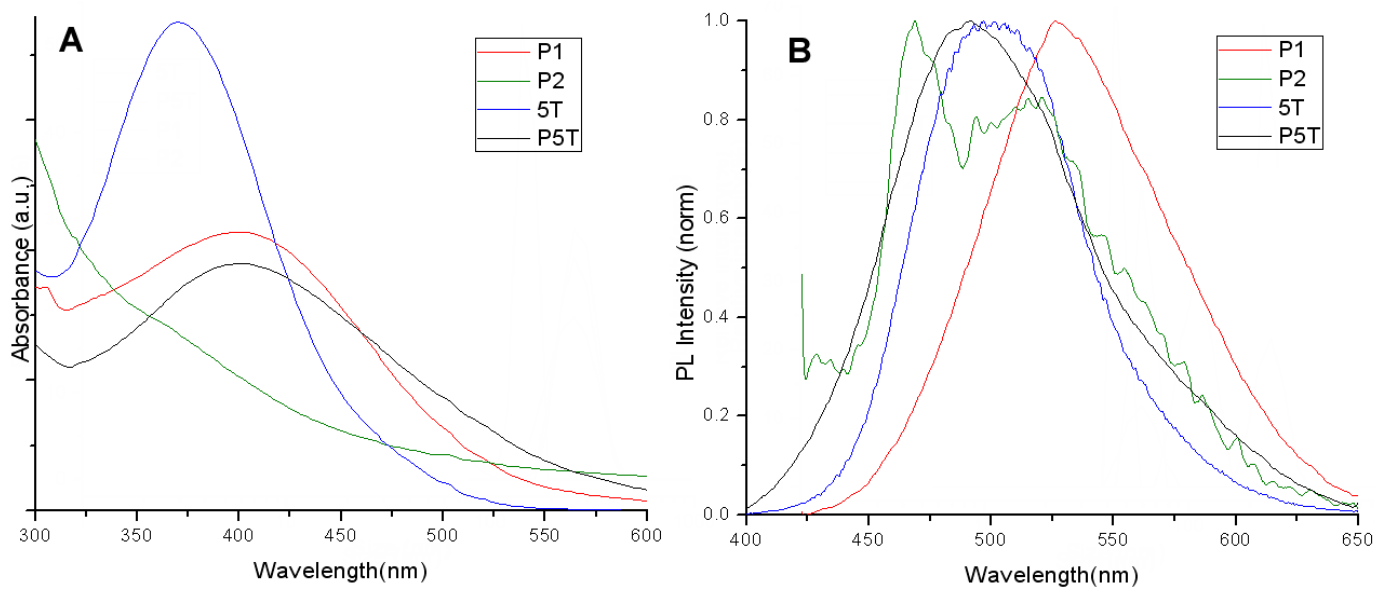 A
P1
P2
5T
P5T
Absorbance (a.u.)
300 350 400 450 500 550 600
Wavelength(nm)
B
P1
P2
5T
P5T
PL Intensity (norm)
1.0
0.8
0.6
0.4
0.2
0.0
400 450 500 550 600 650
Wavelength(nm)